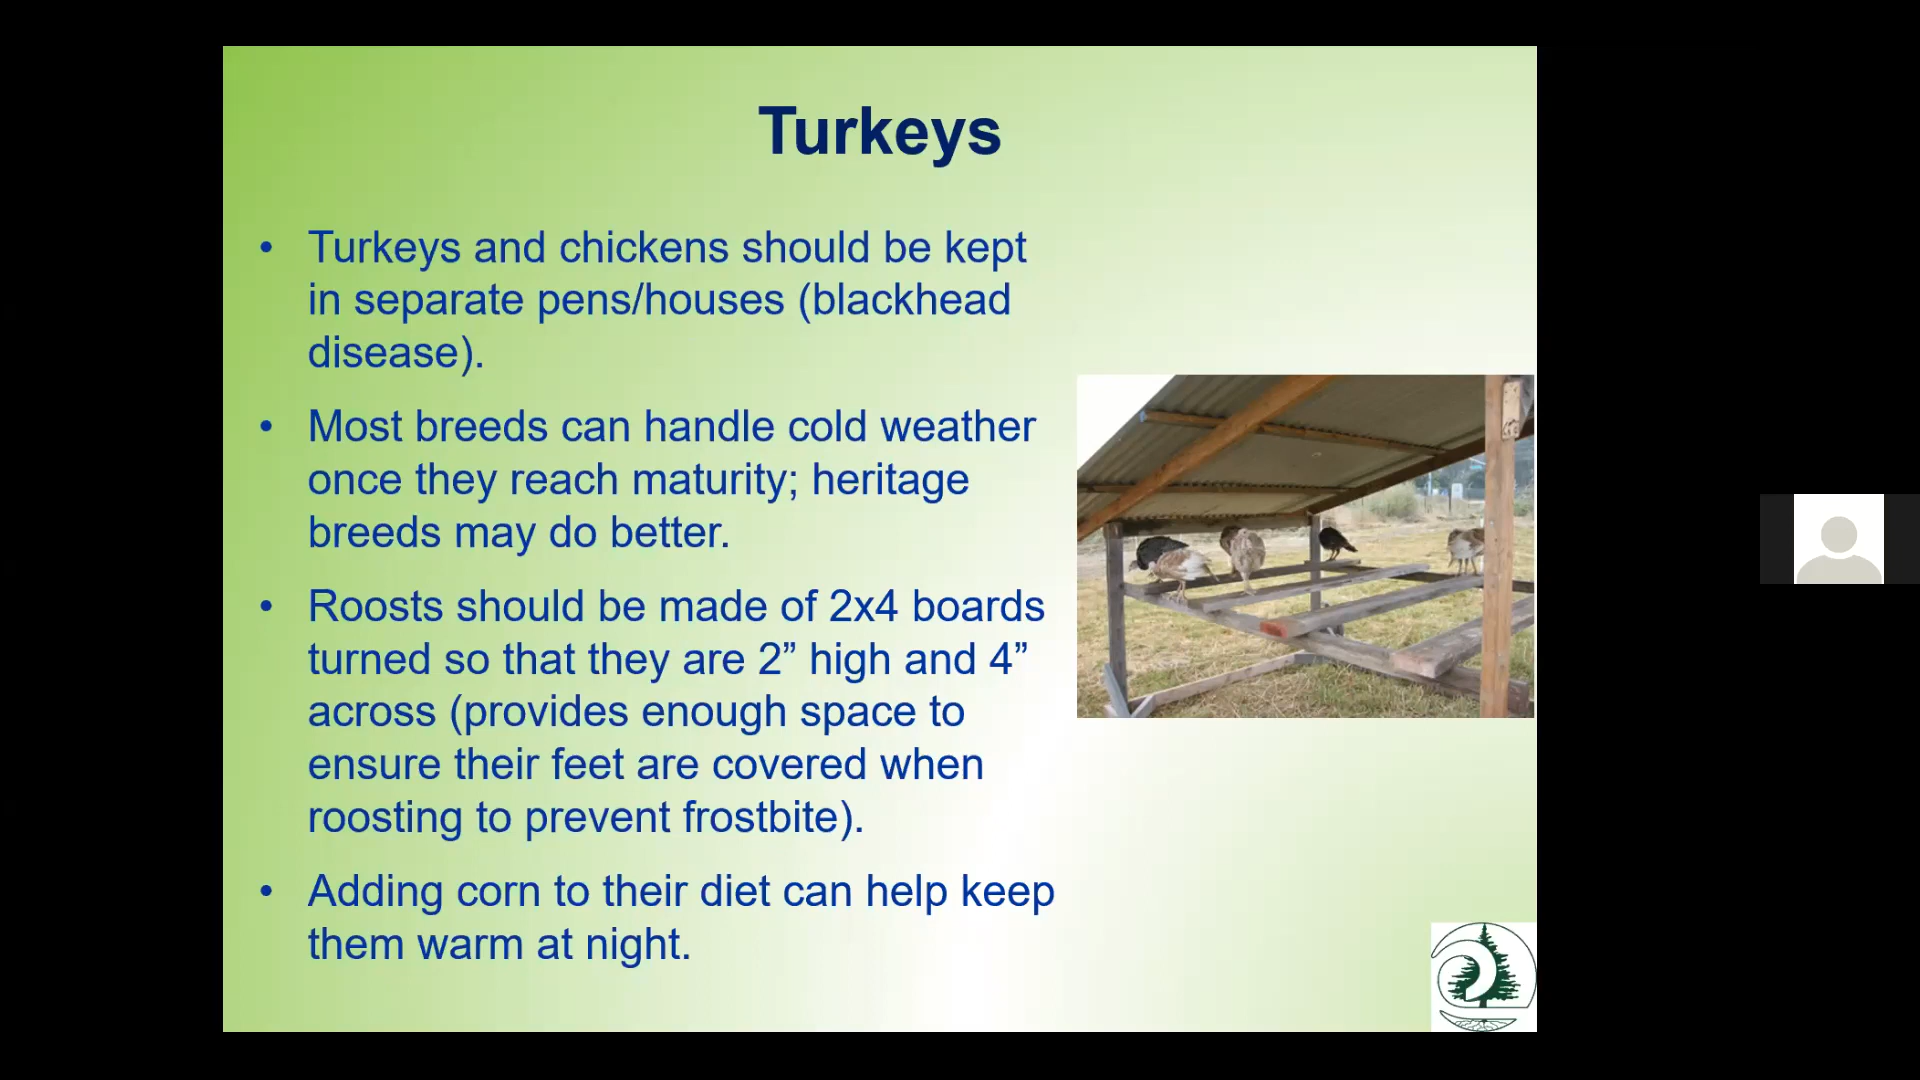 Turkeys
• Turkeys and chickens should be kept
in separate pens/houses (blackhead
disease).
• Most breeds can handle cold weather
once they reach maturity; heritage
breeds may do better.
• Roosts should be made of 2x4 boards
turned so that they are 2” high and 4”
across (provides enough space to
ensure their feet are covered when
roosting to prevent frostbite).
• Adding corn to their diet can help keep
them warm at night.